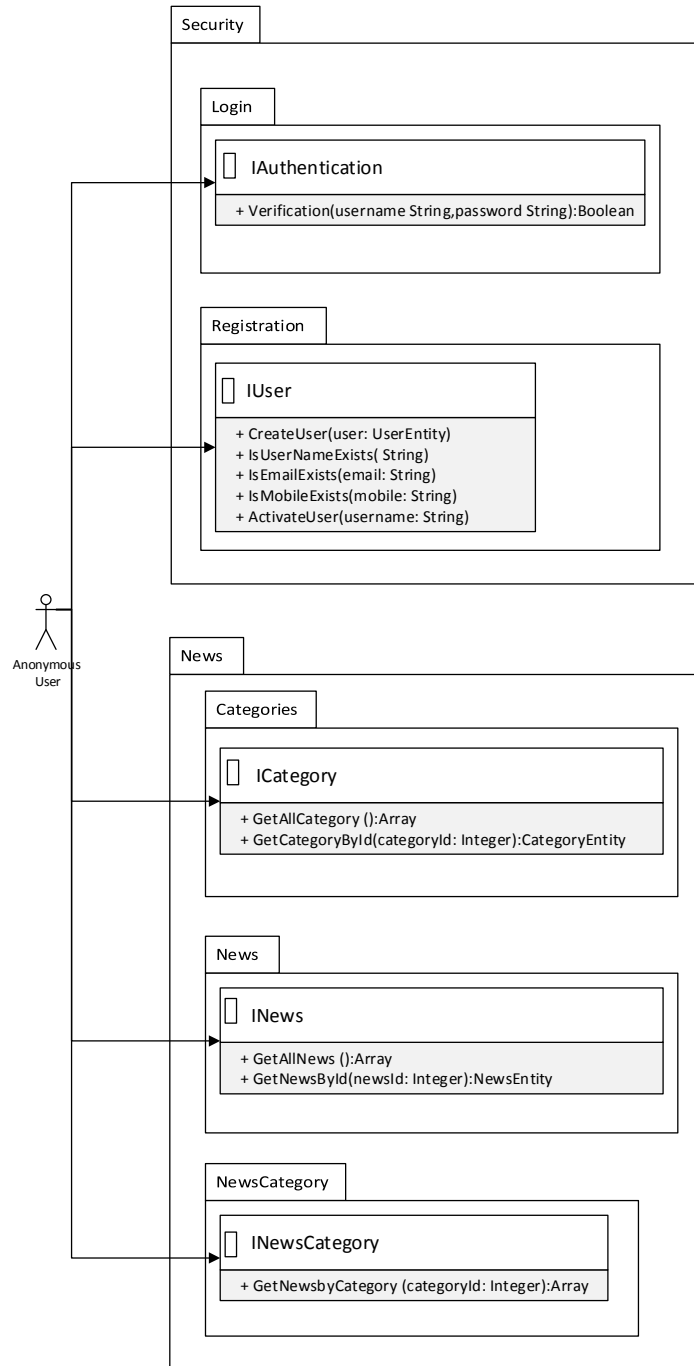 Security
Login
IAuthentication
+ Verification(username String,password String):Boolean
Registration
IUser
+ CreateUser(user: UserEntity)
+ IsUserNameExists( String)
+ IsEmailExists(email: String)
+ IsMobileExists(mobile: String)
+ ActivateUser(username: String)
Anonymous
User
News
Categories
ICategory
+ GetAllCategory ():Array
+ GetCategoryById(categoryId: Integer):CategoryEntity
News
INews
+ GetAllNews ():Array
+ GetNewsById(newsId: Integer):NewsEntity
NewsCategory
INewsCategory
+ GetNewsbyCategory (categoryId: Integer):Array